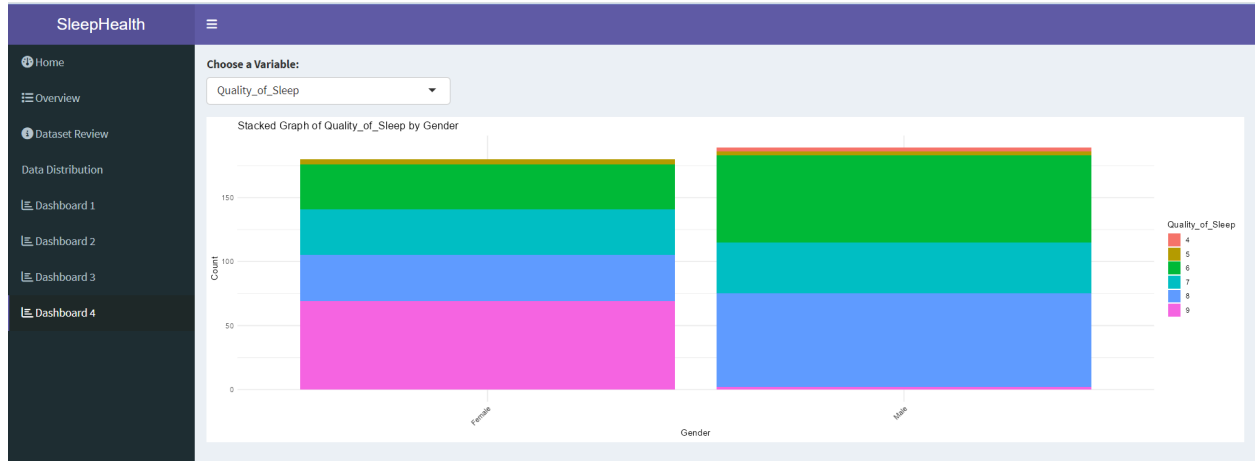 SleepHealth
Home
Overview
Dataset Review
Data Distribution
Dashboard 1
Dashboard 2
Dashboard 3
Dashboard 4
Choose a Variable:
Quality_of_Sleep
Stacked Graph of Quality_of_Sleep by Gender
150
100
50
0
Count
Female
Male
Gender
Quality_of_Sleep
4
5
6
7
8
9